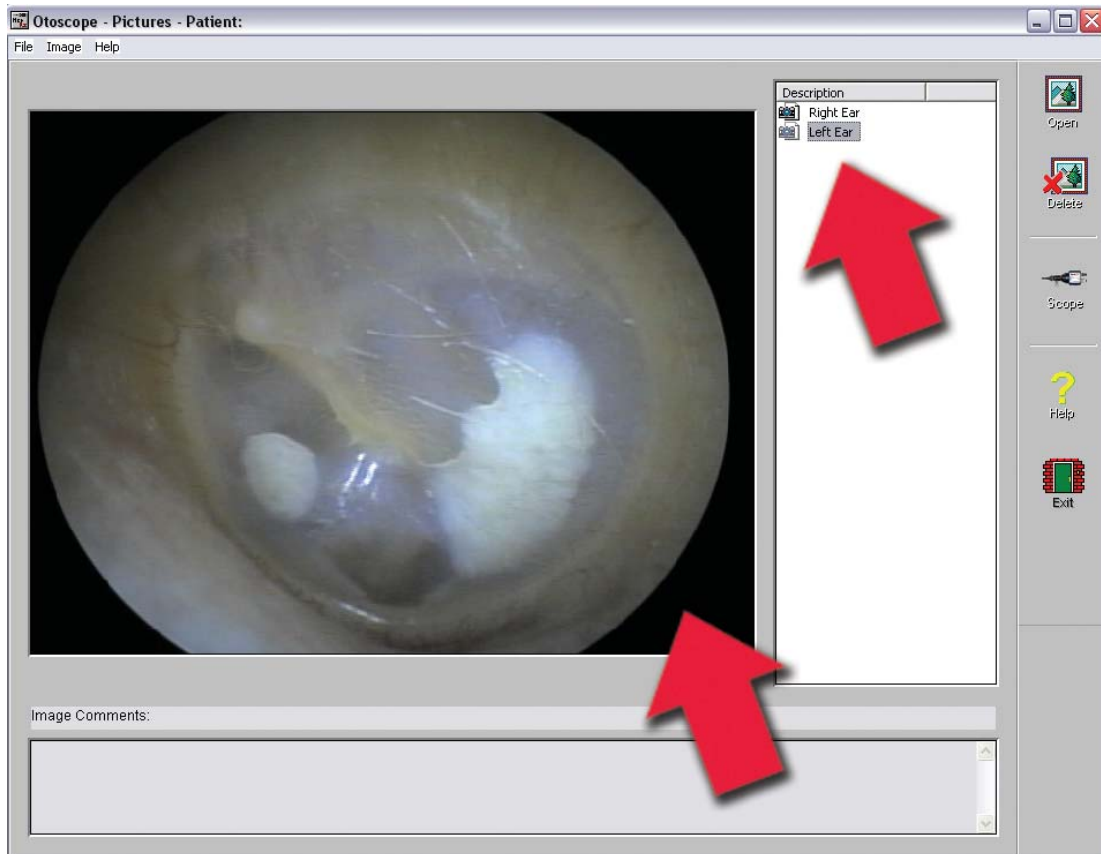 Otoscope - Pictures - Patient:
File Image Help
Description
Right Ear
Left Ear
Open
Delete
Scope
Help
Exit
Image Comments: